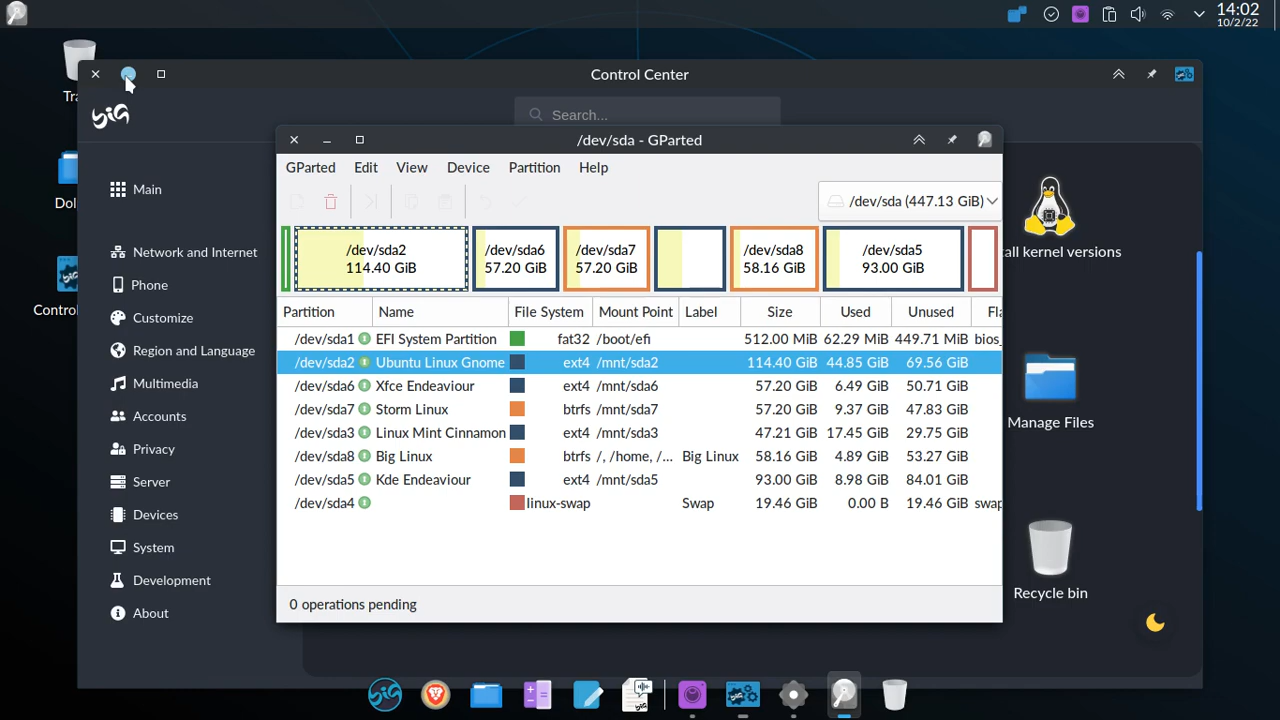 14:02
10/2/22
Tra
Dol
Control
Control Center
BIG
Search...
Main
Network and Internet
Phone
Customize
Region and Language
Multimedia
Accounts
Privacy
Server
Devices
System
Development
About
all kernel versions
Manage Files
Recycle bin
/dev/sda - GParted
GParted Edit View Device Partition Help
/dev/sda (447.13 GiB)
/dev/sda2 /dev/sda6 /dev/sda7 /dev/sda8 /dev/sda5
114.40 GiB 57.20 GiB 57.20 GiB 58.16 GiB 93.00 GiB
Partition Name File System Mount Point Label Size Used Unused Fla
/dev/sda1 EFI System Partition fat32 /boot/efi 512.00 MiB 62.29 MiB 449.71 MiB bios_
/dev/sda2 Ubuntu Linux Gnome ext4 /mnt/sda2 114.40 GiB 44.85 GiB 69.56 GiB
/dev/sda6 Xfce Endeavour ext4 /mnt/sda6 57.20 GiB 6.49 GiB 50.71 GiB
/dev/sda7 Storm Linux btrfs /mnt/sda7 57.20 GiB 9.37 GiB 47.83 GiB
/dev/sda3 Linux Mint Cinnamon ext4 /mnt/sda3 47.21 GiB 17.45 GiB 29.75 GiB
/dev/sda8 Big Linux btrfs /, /home, /... Big Linux 58.16 GiB 4.89 GiB 53.27 GiB
/dev/sda5 Kde Endeavour ext4 /mnt/sda5 93.00 GiB 8.98 GiB 84.01 GiB
/dev/sda4 linux-swap Swap 19.46 GiB 0.00 B 19.46 GiB swap
0 operations pending